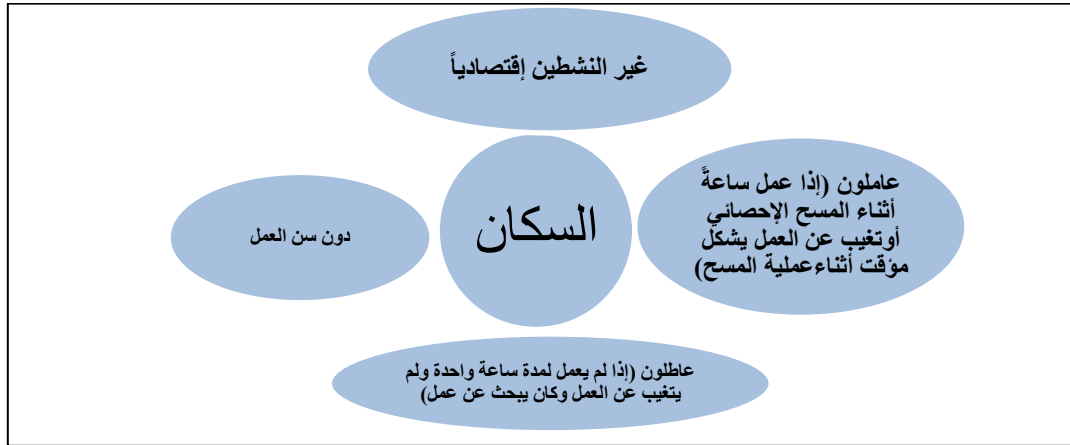 غير النشطين إقتصادياً
عاملون (إذا عمل ساعةً
أثناء المسح الإحصائي
أوتغيب عن العمل يشكل
مؤقت أثناءعملية المسح)
السكان
دون سن العمل
عاطلون (إذا لم يعمل لمدة ساعة واحدة ولم
يتغيب عن العمل وكان يبحث عن عمل)